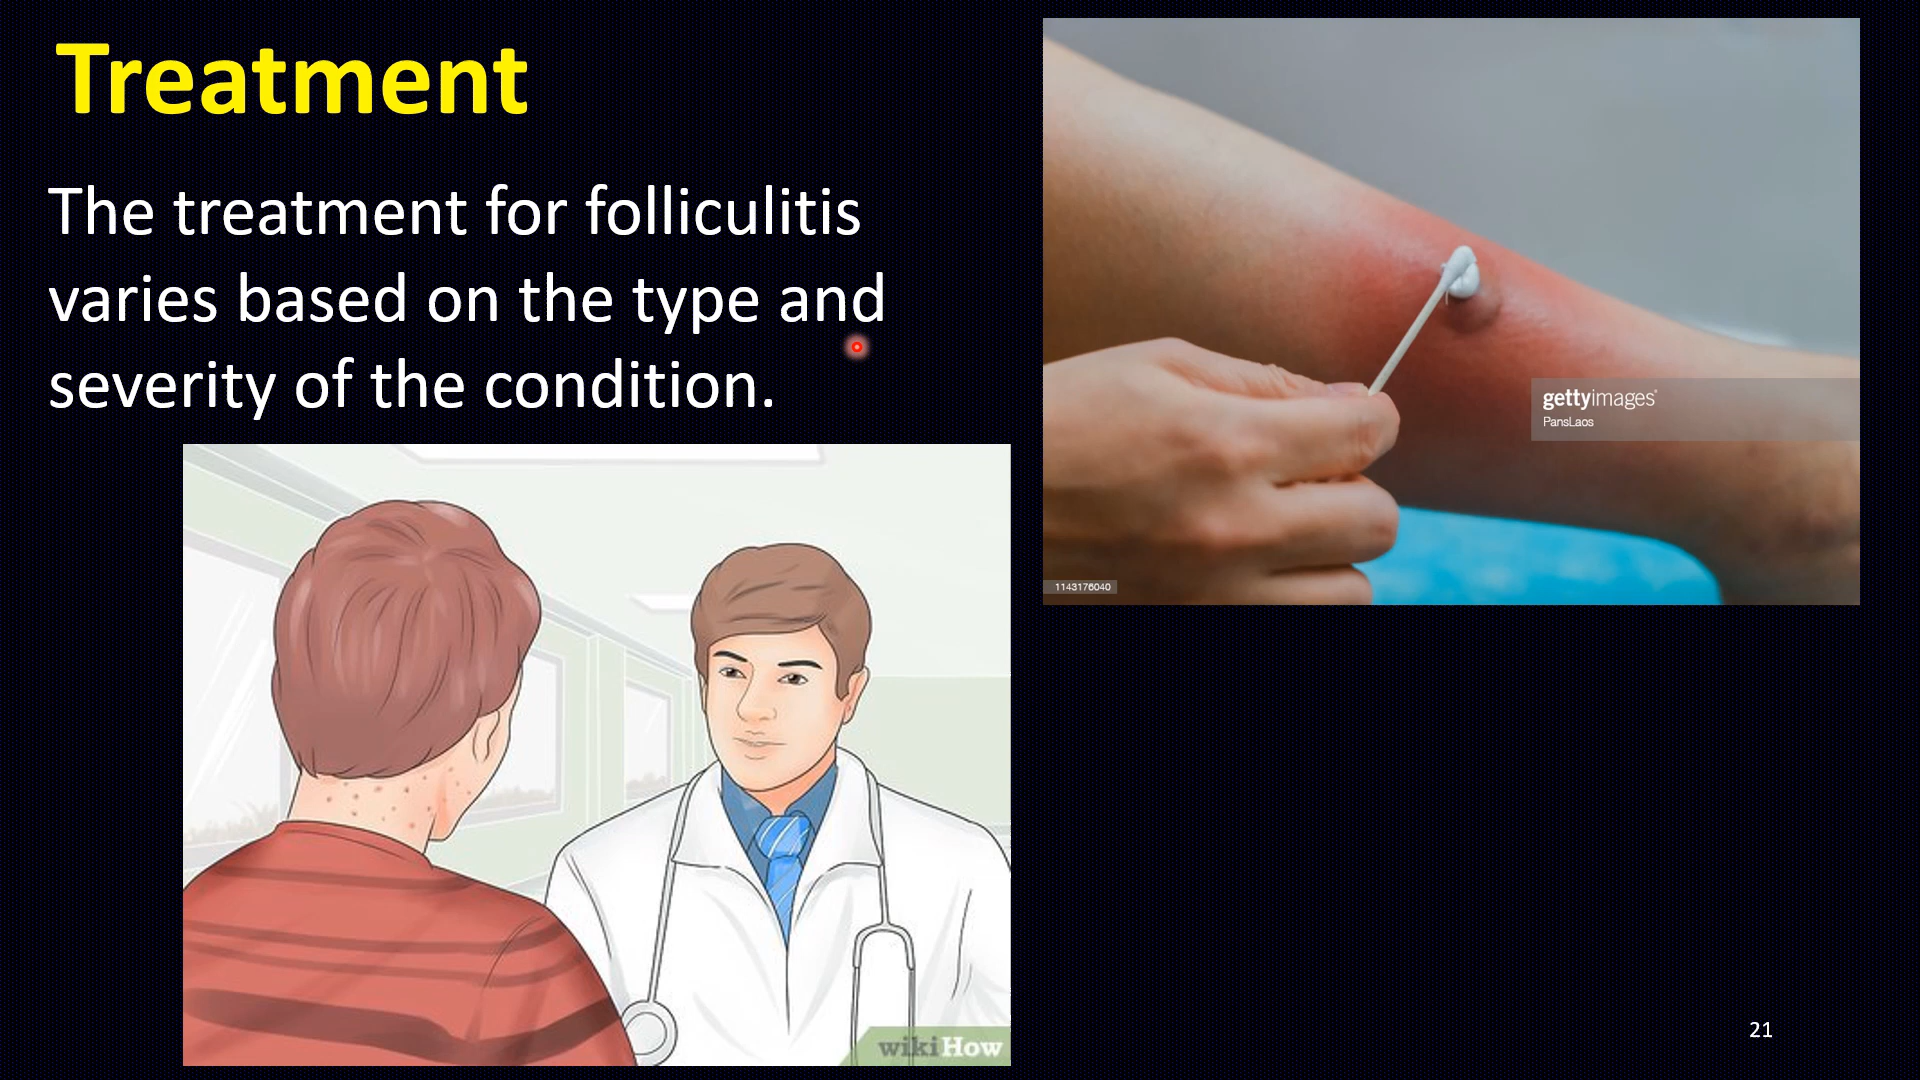 Treatment
The treatment for folliculitis
varies based on the type and
severity of the condition.
gettyimages®
PansLaos
1143176040
wikiHow
21